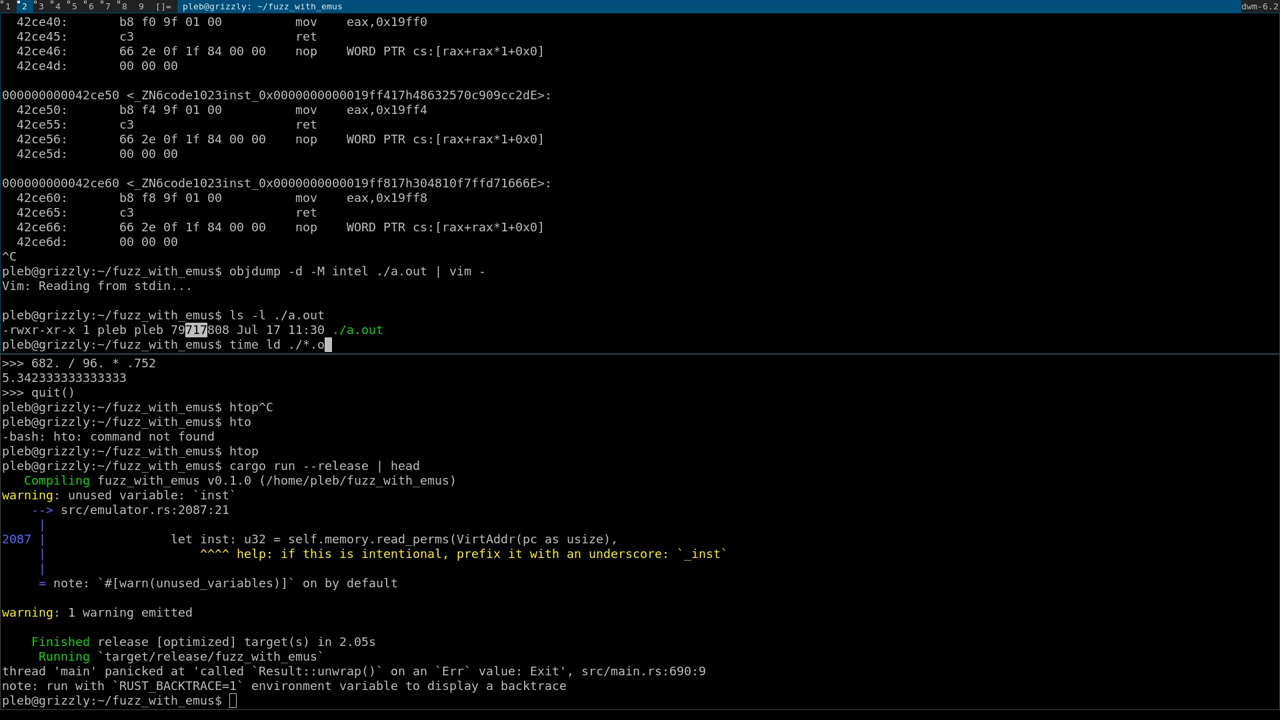 1 2 3 4 5 6 7 8 9 []= pleb@grizzly: ~/fuzz_with_emus dwm-6.2
42ce40: b8 f0 9f 01 00 mov eax,0x19ff0
42ce45: c3 ret
42ce46: 66 2e 0f 1f 84 00 00 nop WORD PTR cs:[rax+rax*1+0x0]
42ce4d: 00 00 00
000000000042ce50 <_ZN6code1023inst_0x0000000000019ff417h48632570c909cc2dE>:
42ce50: b8 f4 9f 01 00 mov eax,0x19ff4
42ce55: c3 ret
42ce56: 66 2e 0f 1f 84 00 00 nop WORD PTR cs:[rax+rax*1+0x0]
42ce5d: 00 00 00
000000000042ce60 <_ZN6code1023inst_0x0000000000019ff817h304810f7ffd71666E>:
42ce60: b8 f8 9f 01 00 mov eax,0x19ff8
42ce65: c3 ret
42ce66: 66 2e 0f 1f 84 00 00 nop WORD PTR cs:[rax+rax*1+0x0]
42ce6d: 00 00 00
^C
pleb@grizzly:~/fuzz_with_emus$ objdump -d -M intel ./a.out | vim -
Vim: Reading from stdin...
pleb@grizzly:~/fuzz_with_emus$ ls -l ./a.out
-rwxr-xr-x 1 pleb pleb 79717808 Jul 17 11:30 ./a.out
pleb@grizzly:~/fuzz_with_emus$ time ld ./*.o
>>> 682. / 96. * .752
5.342333333333333
>>> quit()
pleb@grizzly:~/fuzz_with_emus$ htop^C
pleb@grizzly:~/fuzz_with_emus$ hto
-bash: hto: command not found
pleb@grizzly:~/fuzz_with_emus$ htop
pleb@grizzly:~/fuzz_with_emus$ cargo run --release | head
Compiling fuzz_with_emus v0.1.0 (/home/pleb/fuzz_with_emus)
warning: unused variable: `inst`
--> src/emulator.rs:2087:21
|
2087 | let inst: u32 = self.memory.read_perms(VirtAddr(pc as usize),
| ^^^^ help: if this is intentional, prefix it with an underscore: `_inst`
|
= note: `#[warn(unused_variables)]` on by default
warning: 1 warning emitted
Finished release [optimized] target(s) in 2.05s
Running `target/release/fuzz_with_emus`
thread 'main' panicked at 'called `Result::unwrap()` on an `Err` value: Exit', src/main.rs:690:9
note: run with `RUST_BACKTRACE=1` environment variable to display a backtrace
pleb@grizzly:~/fuzz_with_emus$